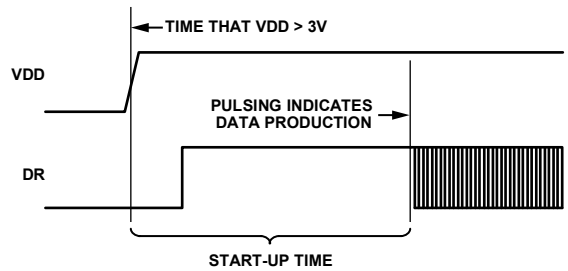 TIME THAT VDD > 3V
VDD
PULSING INDICATES
DATA PRODUCTION
DR
START-UP TIME